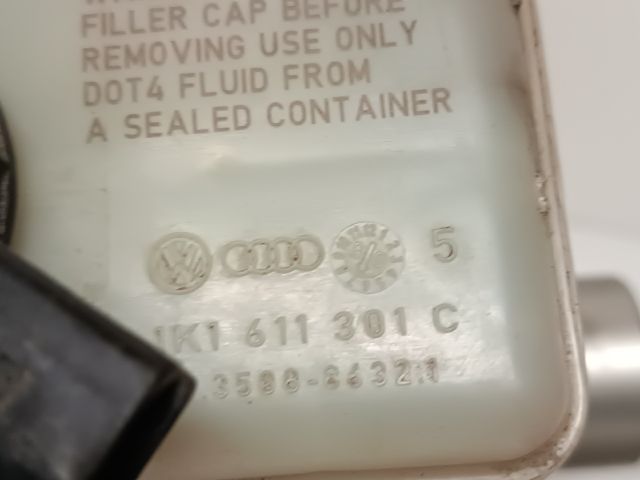 FILLER CAP BEFORE
REMOVING USE ONLY
DOT4 FLUID FROM
A SEALED CONTAINER
5
1K1 611 301 C